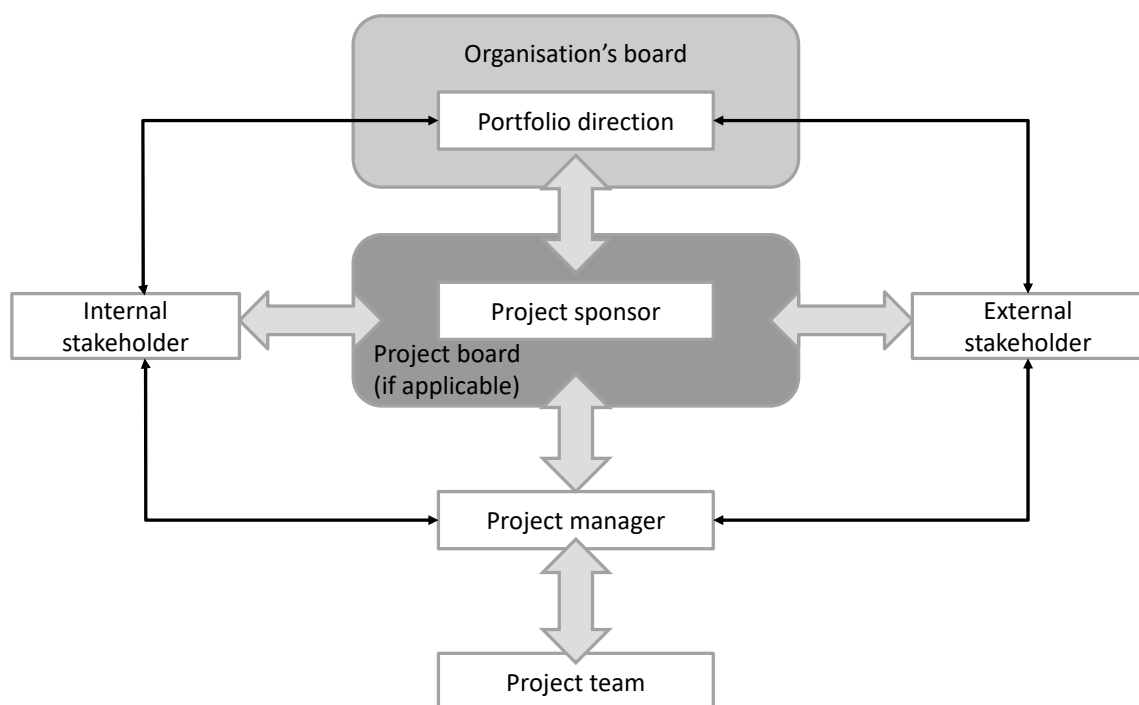 Organisation’s board
Portfolio direction
Project sponsor
Internal
stakeholder
External
stakeholder
Project board
(if applicable)
Project manager
Project team